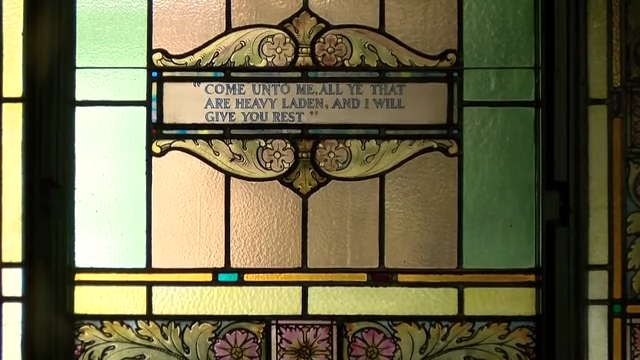 " COME UNTO ME, ALL YE THAT
ARE HEAVY LADEN, AND I WILL
GIVE YOU REST "